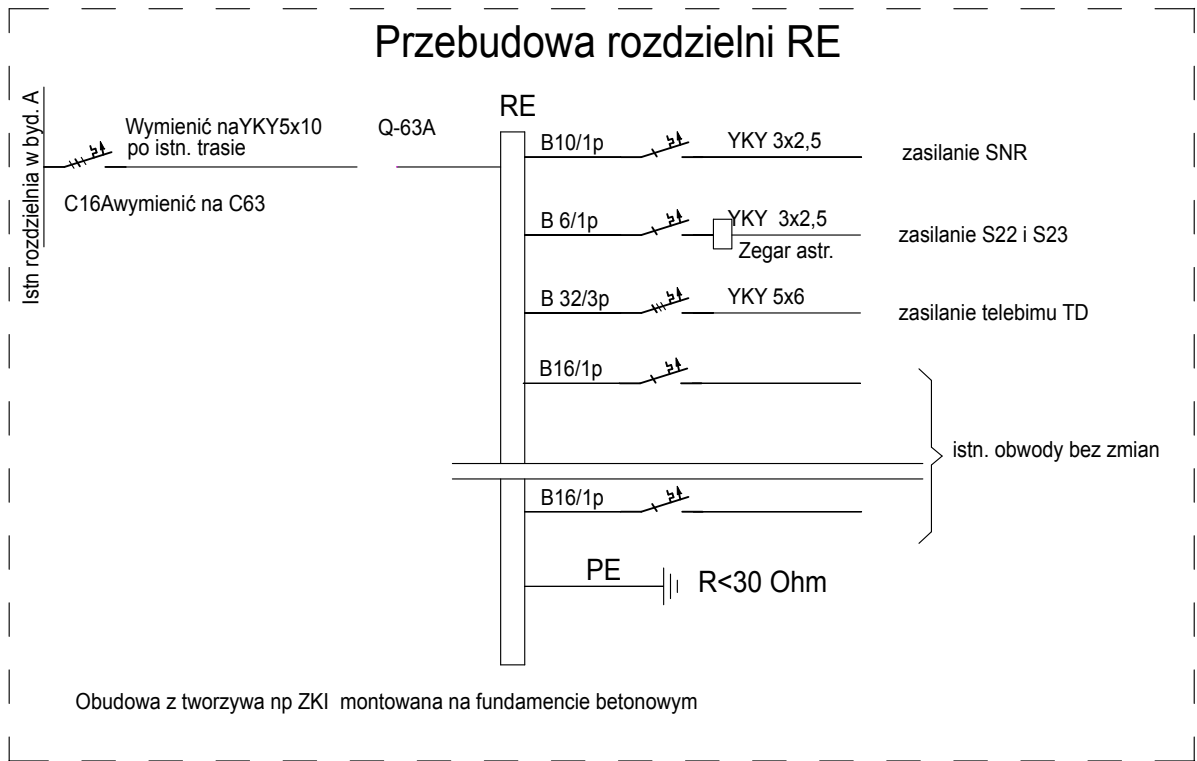 Przebudowa rozdzielni RE
Istn rozdzielnia w byd. A
Wymienić naYKY5x10
po istn. trasie
Q-63A
C16Awymienić na C63
RE
B10/1p
YKY 3x2,5
zasilanie SNR
B 6/1p
YKY 3x2,5
Zegar astr.
zasilanie S22 i S23
B 32/3p
YKY 5x6
zasilanie telebimu TD
B16/1p
istn. obwody bez zmian
B16/1p
PE
R<30 Ohm
Obudowa z tworzywa np ZKI montowana na fundamencie betonowym